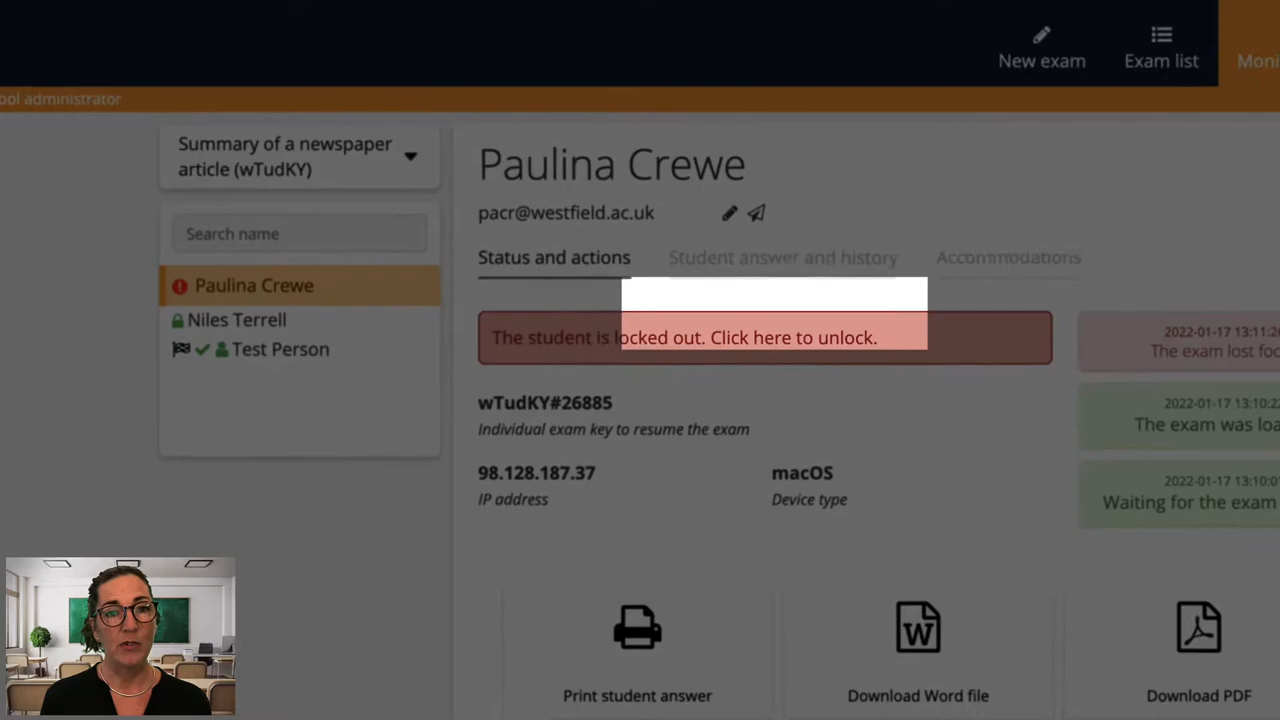 New exam
Exam list
Moni
ool administrator
Summary of a newspaper
article (wTudKY)
Search name
Paulina Crewe
Niles Terrell
Test Person
Paulina Crewe
pacr@westfield.ac.uk
Status and actions
Student answer and history
Accommodations
The student is locked out. Click here to unlock.
wTudKY#26885
Individual exam key to resume the exam
98.128.187.37
IP address
macOS
Device type
2022-01-17 13:11:2
The exam lost foc
2022-01-17 13:10:22
The exam was loa
2022-01-17 13:10:01
Waiting for the exam
Print student answer
W
Download Word file
Download PDF